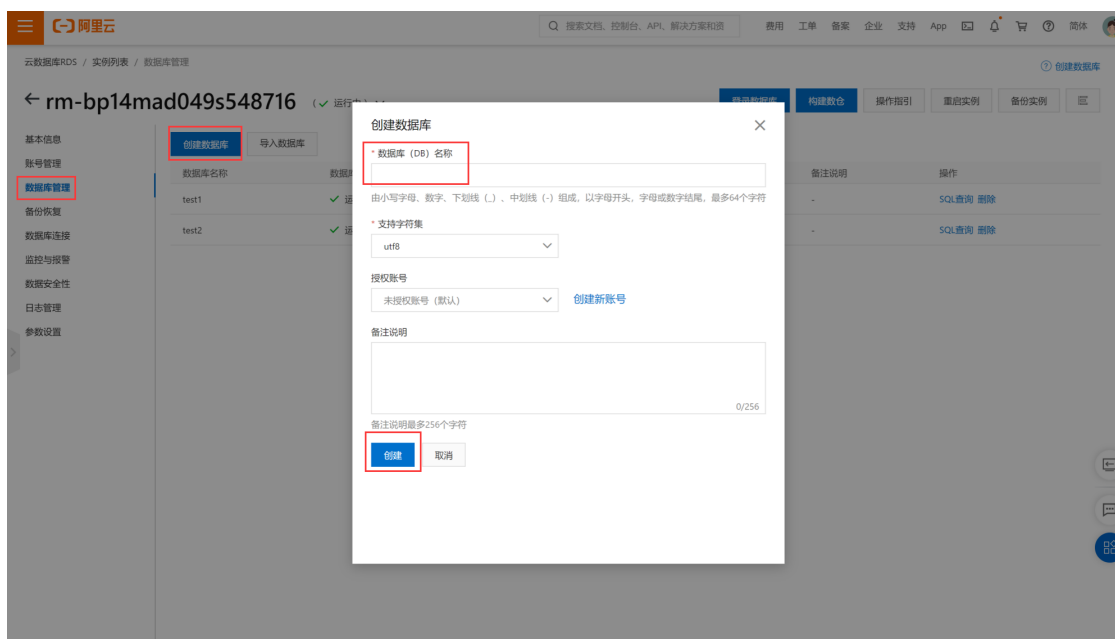 阿里云
搜索文档、控制台、API、解决方案和资
费用 工单 备案 企业 支持 App 简体
云数据库RDS / 实例列表 / 数据库管理
创建数据库
← rm-bp14mad049s548716
登录数据库 构建数仓 操作指引 重启实例 备份实例
基本信息
账号管理
数据库管理
备份恢复
数据库连接
监控与报警
数据安全性
日志管理
参数设置
创建数据库 导入数据库
数据库名称 数据库 备注说明 操作
test1 - SQL查询 删除
test2 - SQL查询 删除
创建数据库
* 数据库（DB）名称
由小写字母、数字、下划线（_）、中划线（-）组成，以字母开头，字母或数字结尾，最多64个字符
* 支持字符集
utf8
授权账号
未授权账号（默认） 创建新账号
备注说明
0/256
备注说明最多256个字符
创建 取消